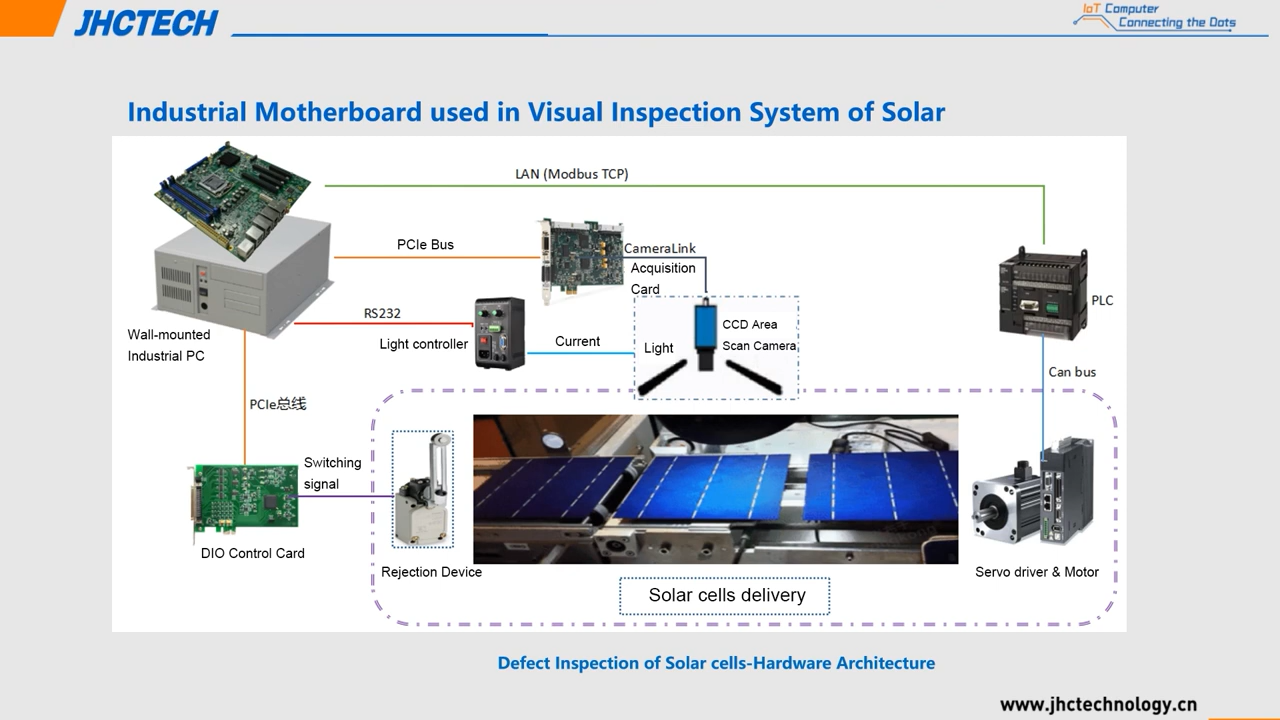 JHCTECH
IoT Computer
Connecting the Dots
Industrial Motherboard used in Visual Inspection System of Solar
LAN (Modbus TCP)
PCIe Bus
CameraLink
Acquisition
Card
PLC
RS232
Light controller
Current
Light
CCD Area
Scan Camera
Wall-mounted
Industrial PC
Can bus
PCIe总线
Switching
signal
DIO Control Card
Rejection Device
Servo driver & Motor
Solar cells delivery
Defect Inspection of Solar cells-Hardware Architecture
www.jhctechnology.cn